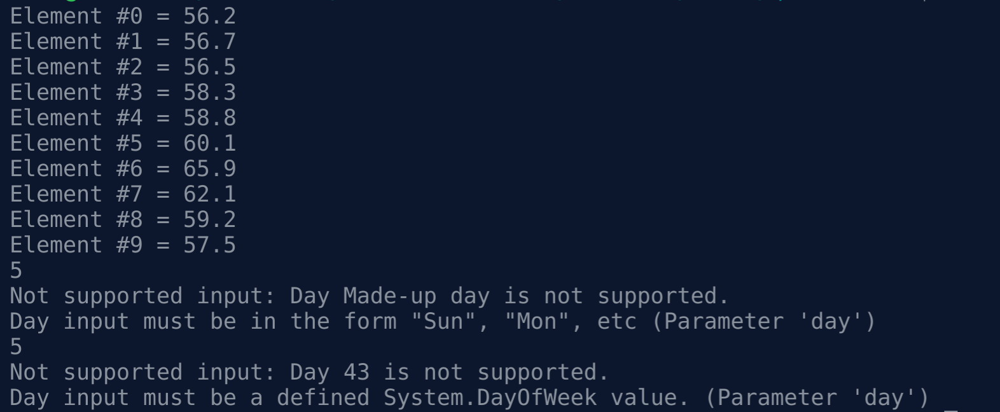 Element #0 = 56.2
Element #1 = 56.7
Element #2 = 56.5
Element #3 = 58.3
Element #4 = 58.8
Element #5 = 60.1
Element #6 = 65.9
Element #7 = 62.1
Element #8 = 59.2
Element #9 = 57.5
5
Not supported input: Day Made-up day is not supported.
Day input must be in the form "Sun", "Mon", etc (Parameter 'day')
5
Not supported input: Day 43 is not supported.
Day input must be a defined System.DayOfWeek value. (Parameter 'day')